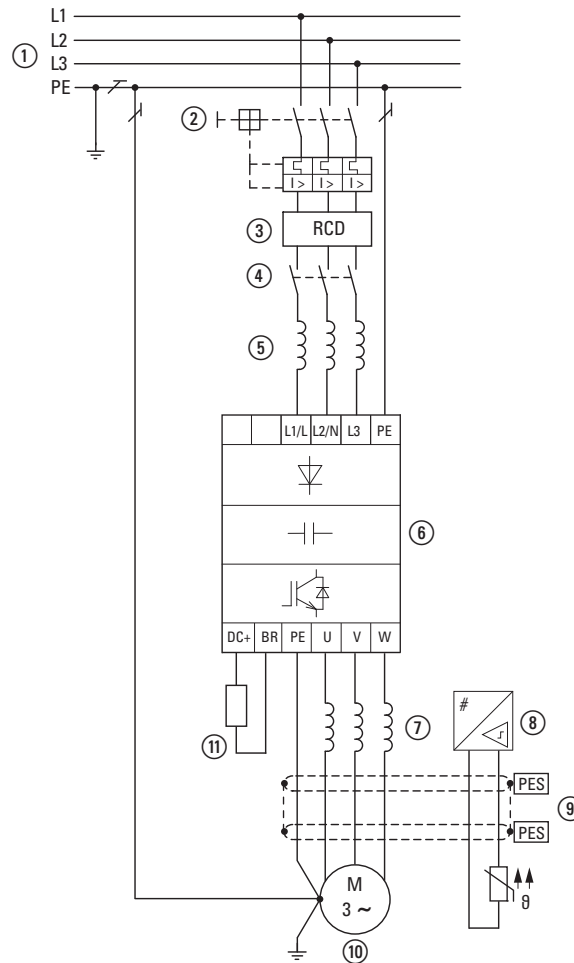 L1
L2
① L3
PE
②
I> I> I>
③ RCD
④
⑤
L1/L L2/N L3 PE
⑥
DC+ BR PE U V W
⑦
# ⑧
⑪
PES
⑨
PES
M
3 ~
ϑ
⑩